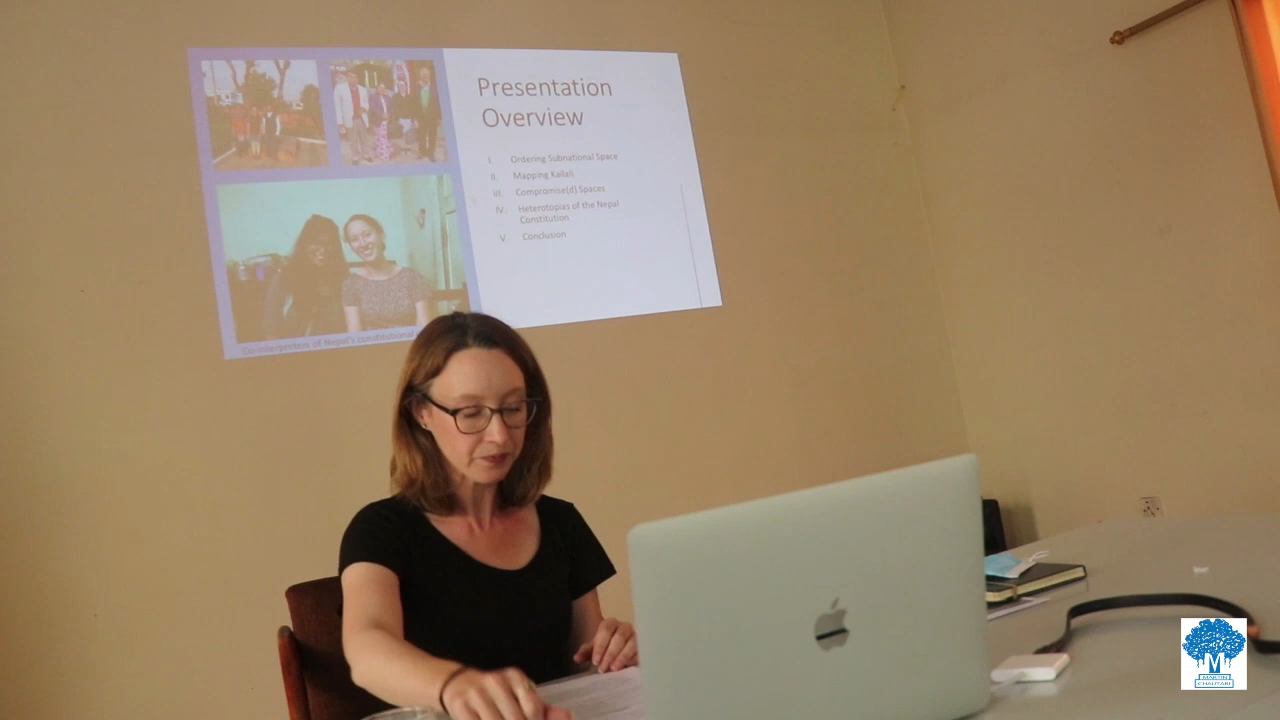 Presentation
Overview
I. Ordering Subnational Space
II. Mapping Kailali
III. Compromise(d) Spaces
IV. Heterotopias of the Nepal
Constitution
V. Conclusion
Co-interpreters of Nepal's constitutional
MARTIN
CHAUTARI